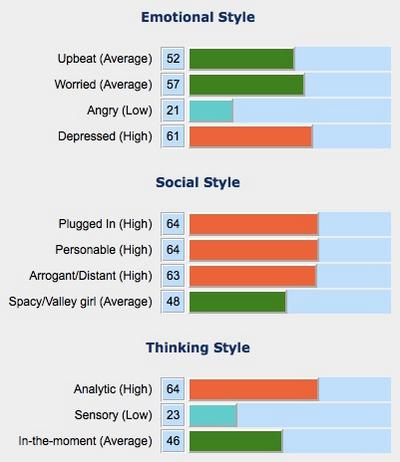 Emotional Style
Upbeat (Average) 52
Worried (Average) 57
Angry (Low) 21
Depressed (High) 61
Social Style
Plugged In (High) 64
Personable (High) 64
Arrogant/Distant (High) 63
Spacy/Valley girl (Average) 48
Thinking Style
Analytic (High) 64
Sensory (Low) 23
In-the-moment (Average) 46